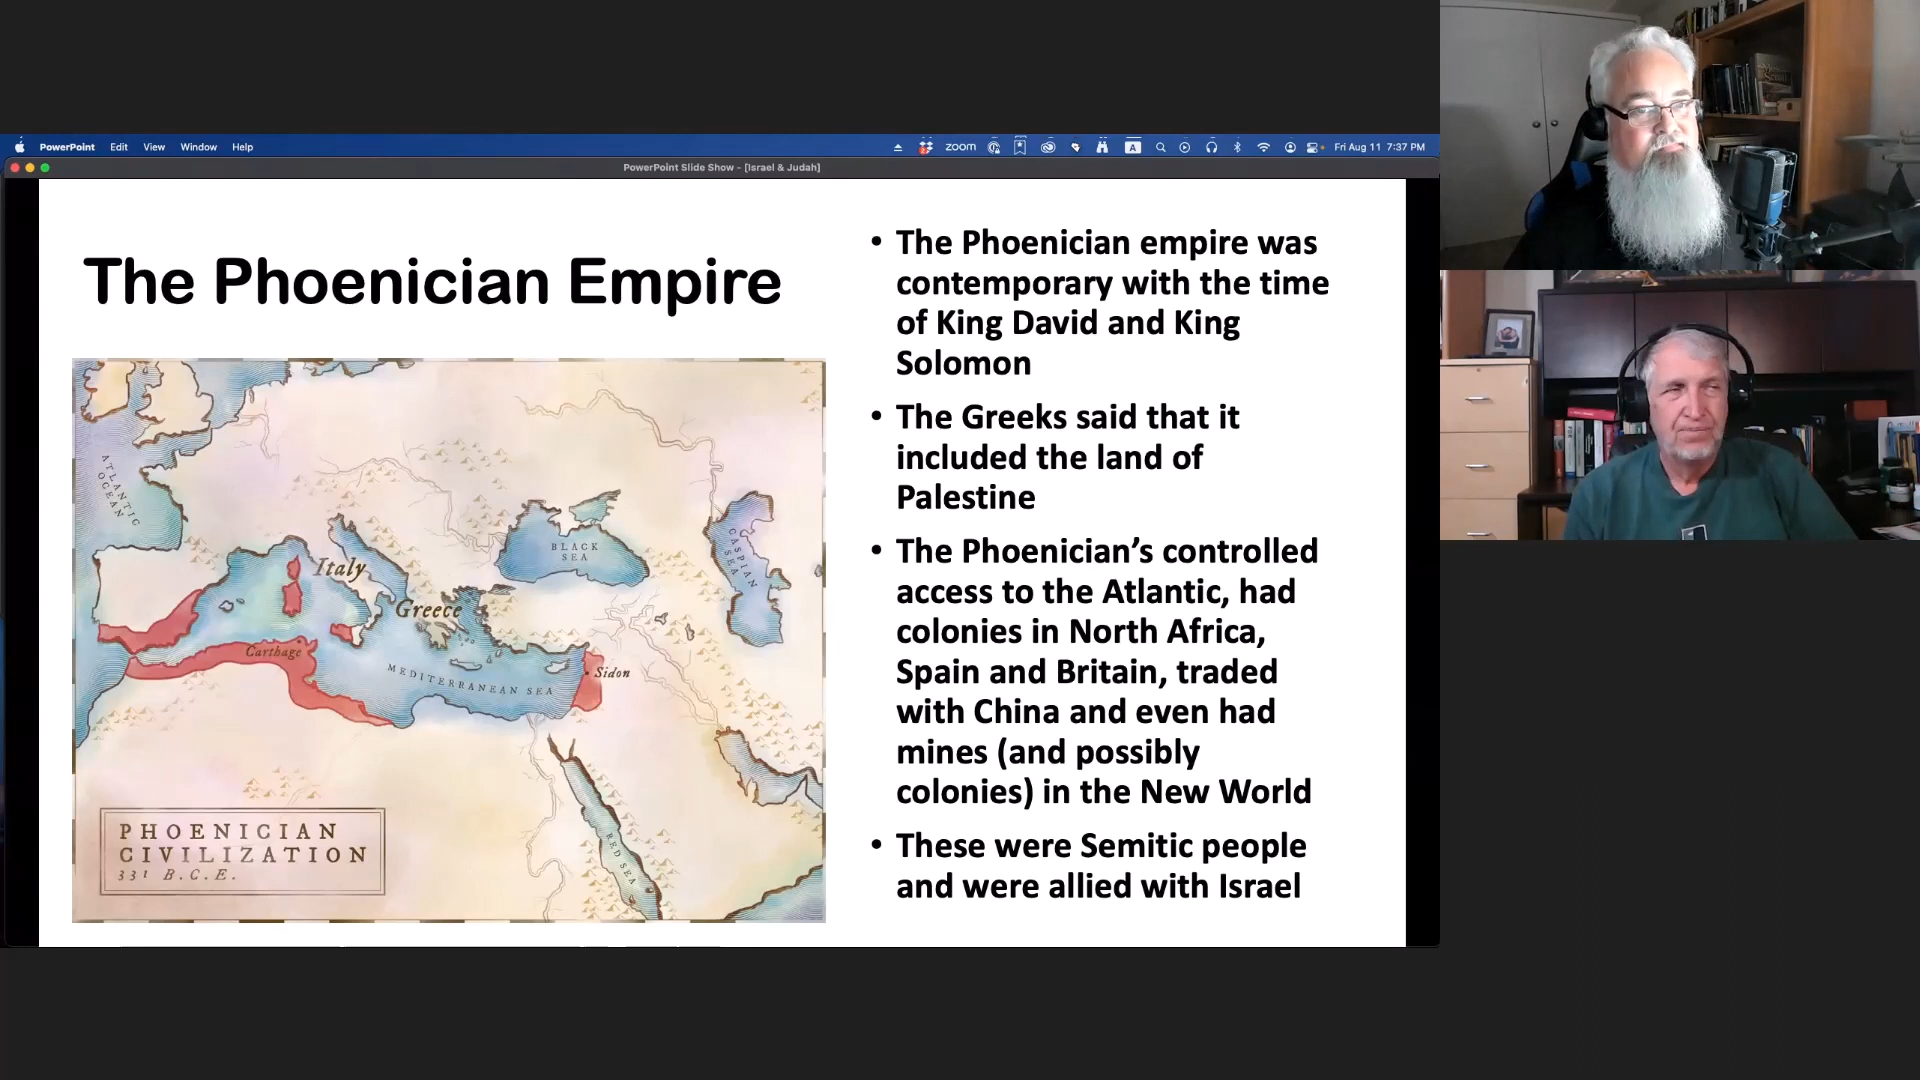 PowerPoint Edit View Window Help
zoom
A
Fri Aug 11 7:37 PM
PowerPoint Slide Show - [Israel & Judah]
The Phoenician Empire
ATLANTIC
OCEAN
Italy
Greece
BLACK
SEA
CASPIAN
SEA
Carthage
MEDITERRANEAN SEA
Sidon
RED SEA
PHOENICIAN
CIVILIZATION
331 B.C.E.
• The Phoenician empire was
contemporary with the time
of King David and King
Solomon
• The Greeks said that it
included the land of
Palestine
• The Phoenician’s controlled
access to the Atlantic, had
colonies in North Africa,
Spain and Britain, traded
with China and even had
mines (and possibly
colonies) in the New World
• These were Semitic people
and were allied with Israel